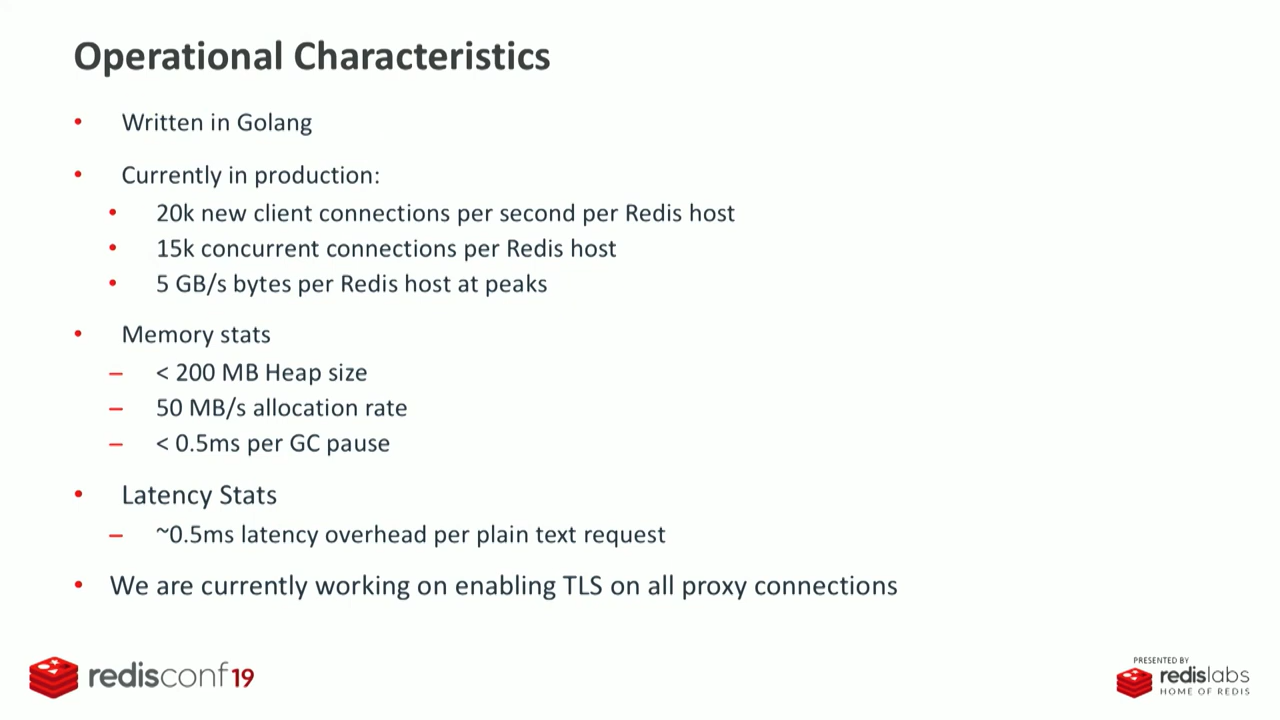 Operational Characteristics
• Written in Golang
• Currently in production:
• 20k new client connections per second per Redis host
• 15k concurrent connections per Redis host
• 5 GB/s bytes per Redis host at peaks
• Memory stats
– < 200 MB Heap size
– 50 MB/s allocation rate
– < 0.5ms per GC pause
• Latency Stats
– ~0.5ms latency overhead per plain text request
• We are currently working on enabling TLS on all proxy connections
redisconf19
PRESENTED BY
redislabs
HOME OF REDIS